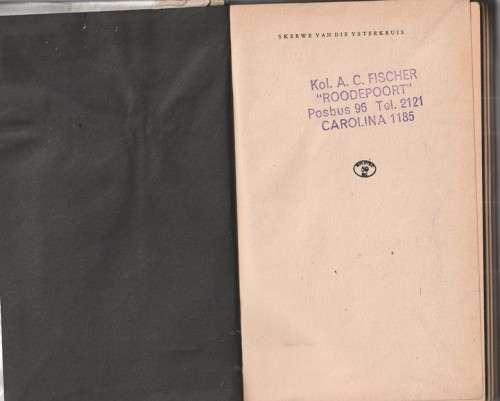 SKERWE VAN DIE YSTERKRUIS
Kol. A. C. FISCHER
"ROODEPOORT"
Posbus 96 Tel. 2121
CAROLINA 1185